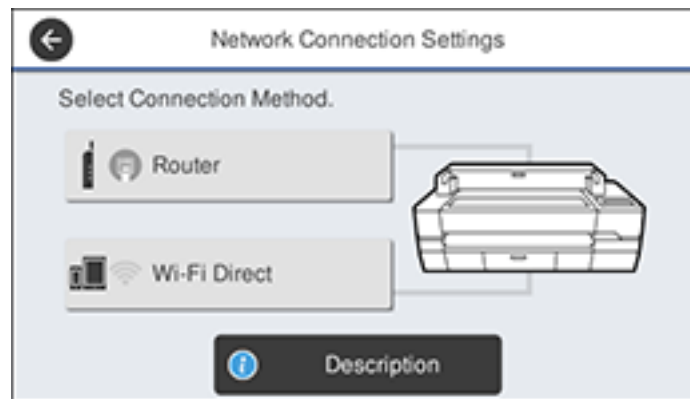 Network Connection Settings
Select Connection Method.
Router
Wi-Fi Direct
Description